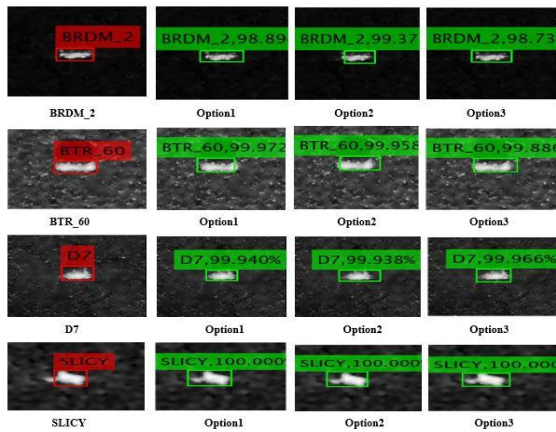 BRDM_2 BRDM_2,98.894 BRDM_2,99.37 BRDM_2,98.73
BRDM_2 Option1 Option2 Option3
BTR_60 BTR_60,99.972 BTR_60,99.958 BTR_60,99.886
BTR_60 Option1 Option2 Option3
D7 D7,99.940% D7,99.938% D7,99.966%
D7 Option1 Option2 Option3
SLICY SLICY,100.000 SLICY,100.000 SLICY,100.000
SLICY Option1 Option2 Option3